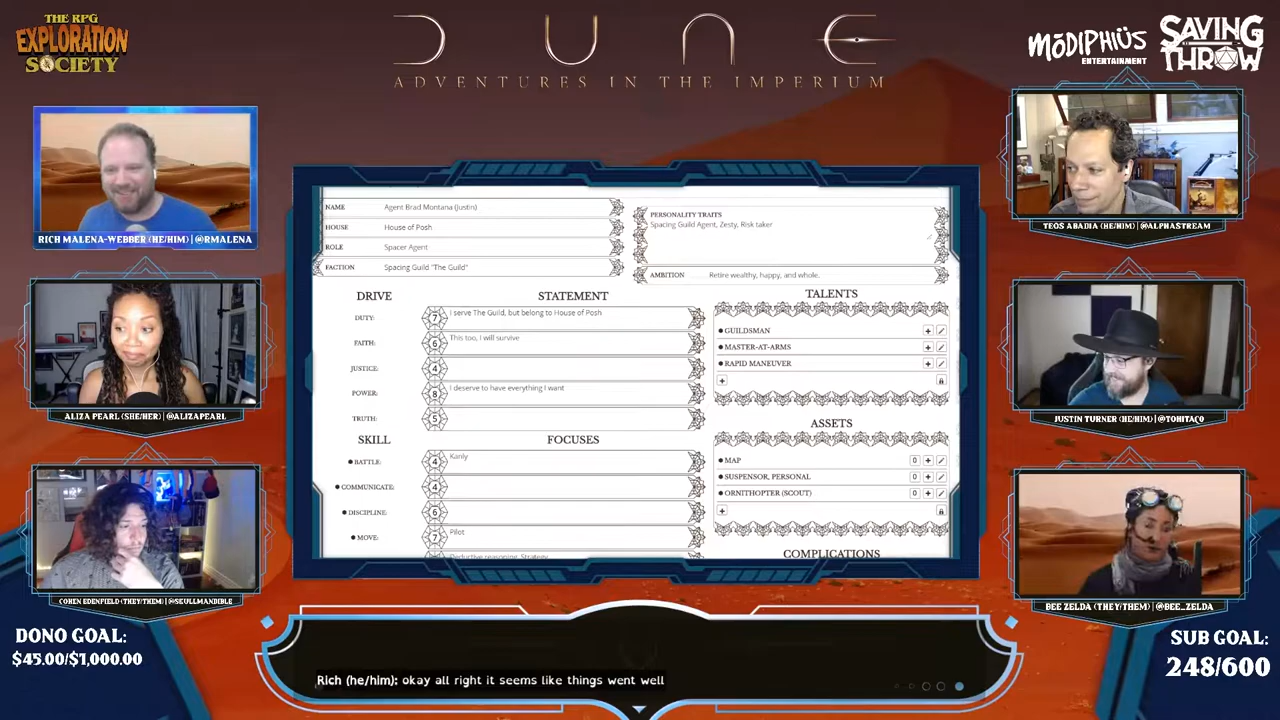 THE RPG
EXPLORATION
SOCIETY
DUNE
ADVENTURES IN THE IMPERIUM
MŌDIPHIÜS
ENTERTAINMENT
SAVING
THROW
RICH MALENA-WEBBER (HE/HIM) | @RMALENA
ALIZA PEARL (SHE/HER) | @ALIZAPEARL
COHEN EDENFIELD (THEY/THEM) | @SKULLMANDIBLE
NAME Agent Brad Montana (Justin)
HOUSE House of Posh
ROLE Spacer Agent
FACTION Spacing Guild "The Guild"
PERSONALITY TRAITS
Spacing Guild Agent, Zesty, Risk taker
AMBITION Retire wealthy, happy, and whole.
DRIVE STATEMENT
DUTY: 7 I serve The Guild, but belong to House of Posh
FAITH: 6 This too, I will survive
JUSTICE: 4
POWER: 8 I deserve to have everything I want
TRUTH: 5
SKILL FOCUSES
BATTLE: 4 Kanly
COMMUNICATE: 4
DISCIPLINE: 6
MOVE: 7 Pilot
Deductive reasoning, Strategy
TALENTS
GUILDSMAN
MASTER-AT-ARMS
RAPID MANEUVER
ASSETS
MAP 0
SUSPENSOR, PERSONAL 0
ORNITHOPTER (SCOUT) 0
COMPLICATIONS
TEOS ABADIA (HE/HIM) | @ALPHASTREAM
JUSTIN TURNER (HE/HIM) | @TOHITACO
BEE ZELDA (THEY/THEM) | @BEE_ZELDA
DONO GOAL:
$45.00/$1,000.00
Rich (he/him): okay all right it seems like things went well
SUB GOAL:
248/600